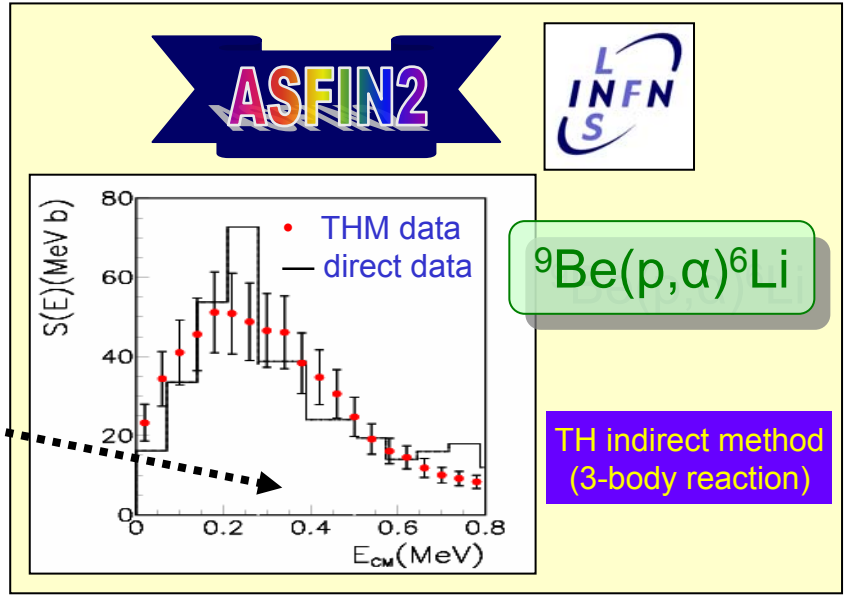 ASFIN2
L
INFN
S
80
60
40
20
0
S(E)(MeV b)
THM data
direct data
0
0.2
0.4
0.6
0.8
E_CM(MeV)
⁹Be(p,α)⁶Li
TH indirect method
(3-body reaction)